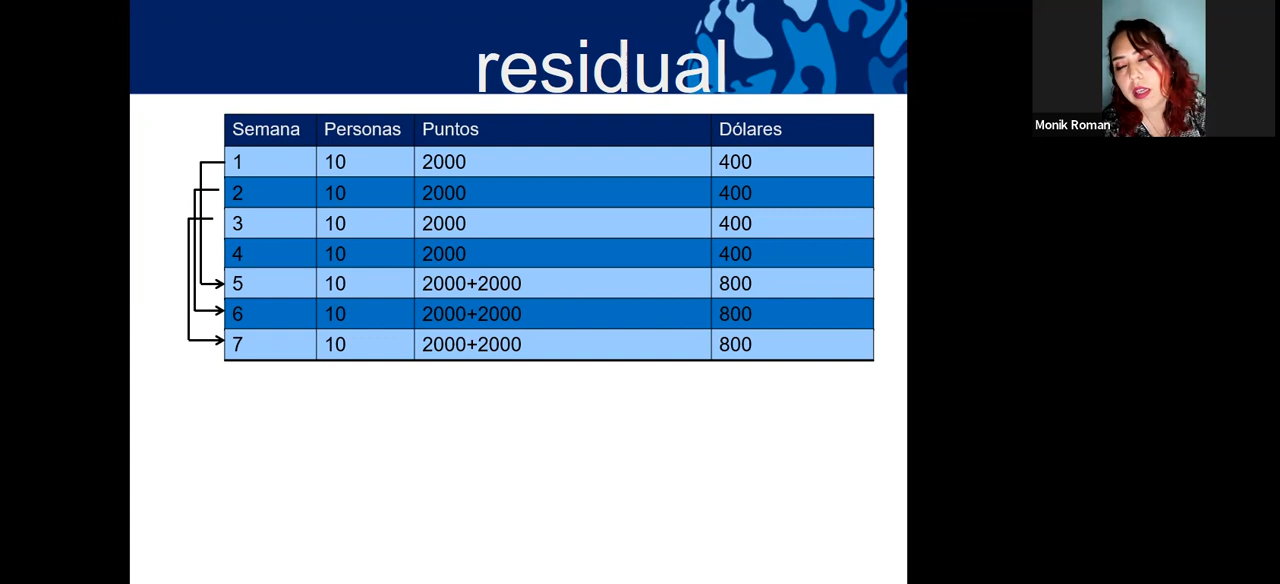 residual
Semana Personas Puntos Dólares
1 10 2000 400
2 10 2000 400
3 10 2000 400
4 10 2000 400
5 10 2000+2000 800
6 10 2000+2000 800
7 10 2000+2000 800
Monik Roman